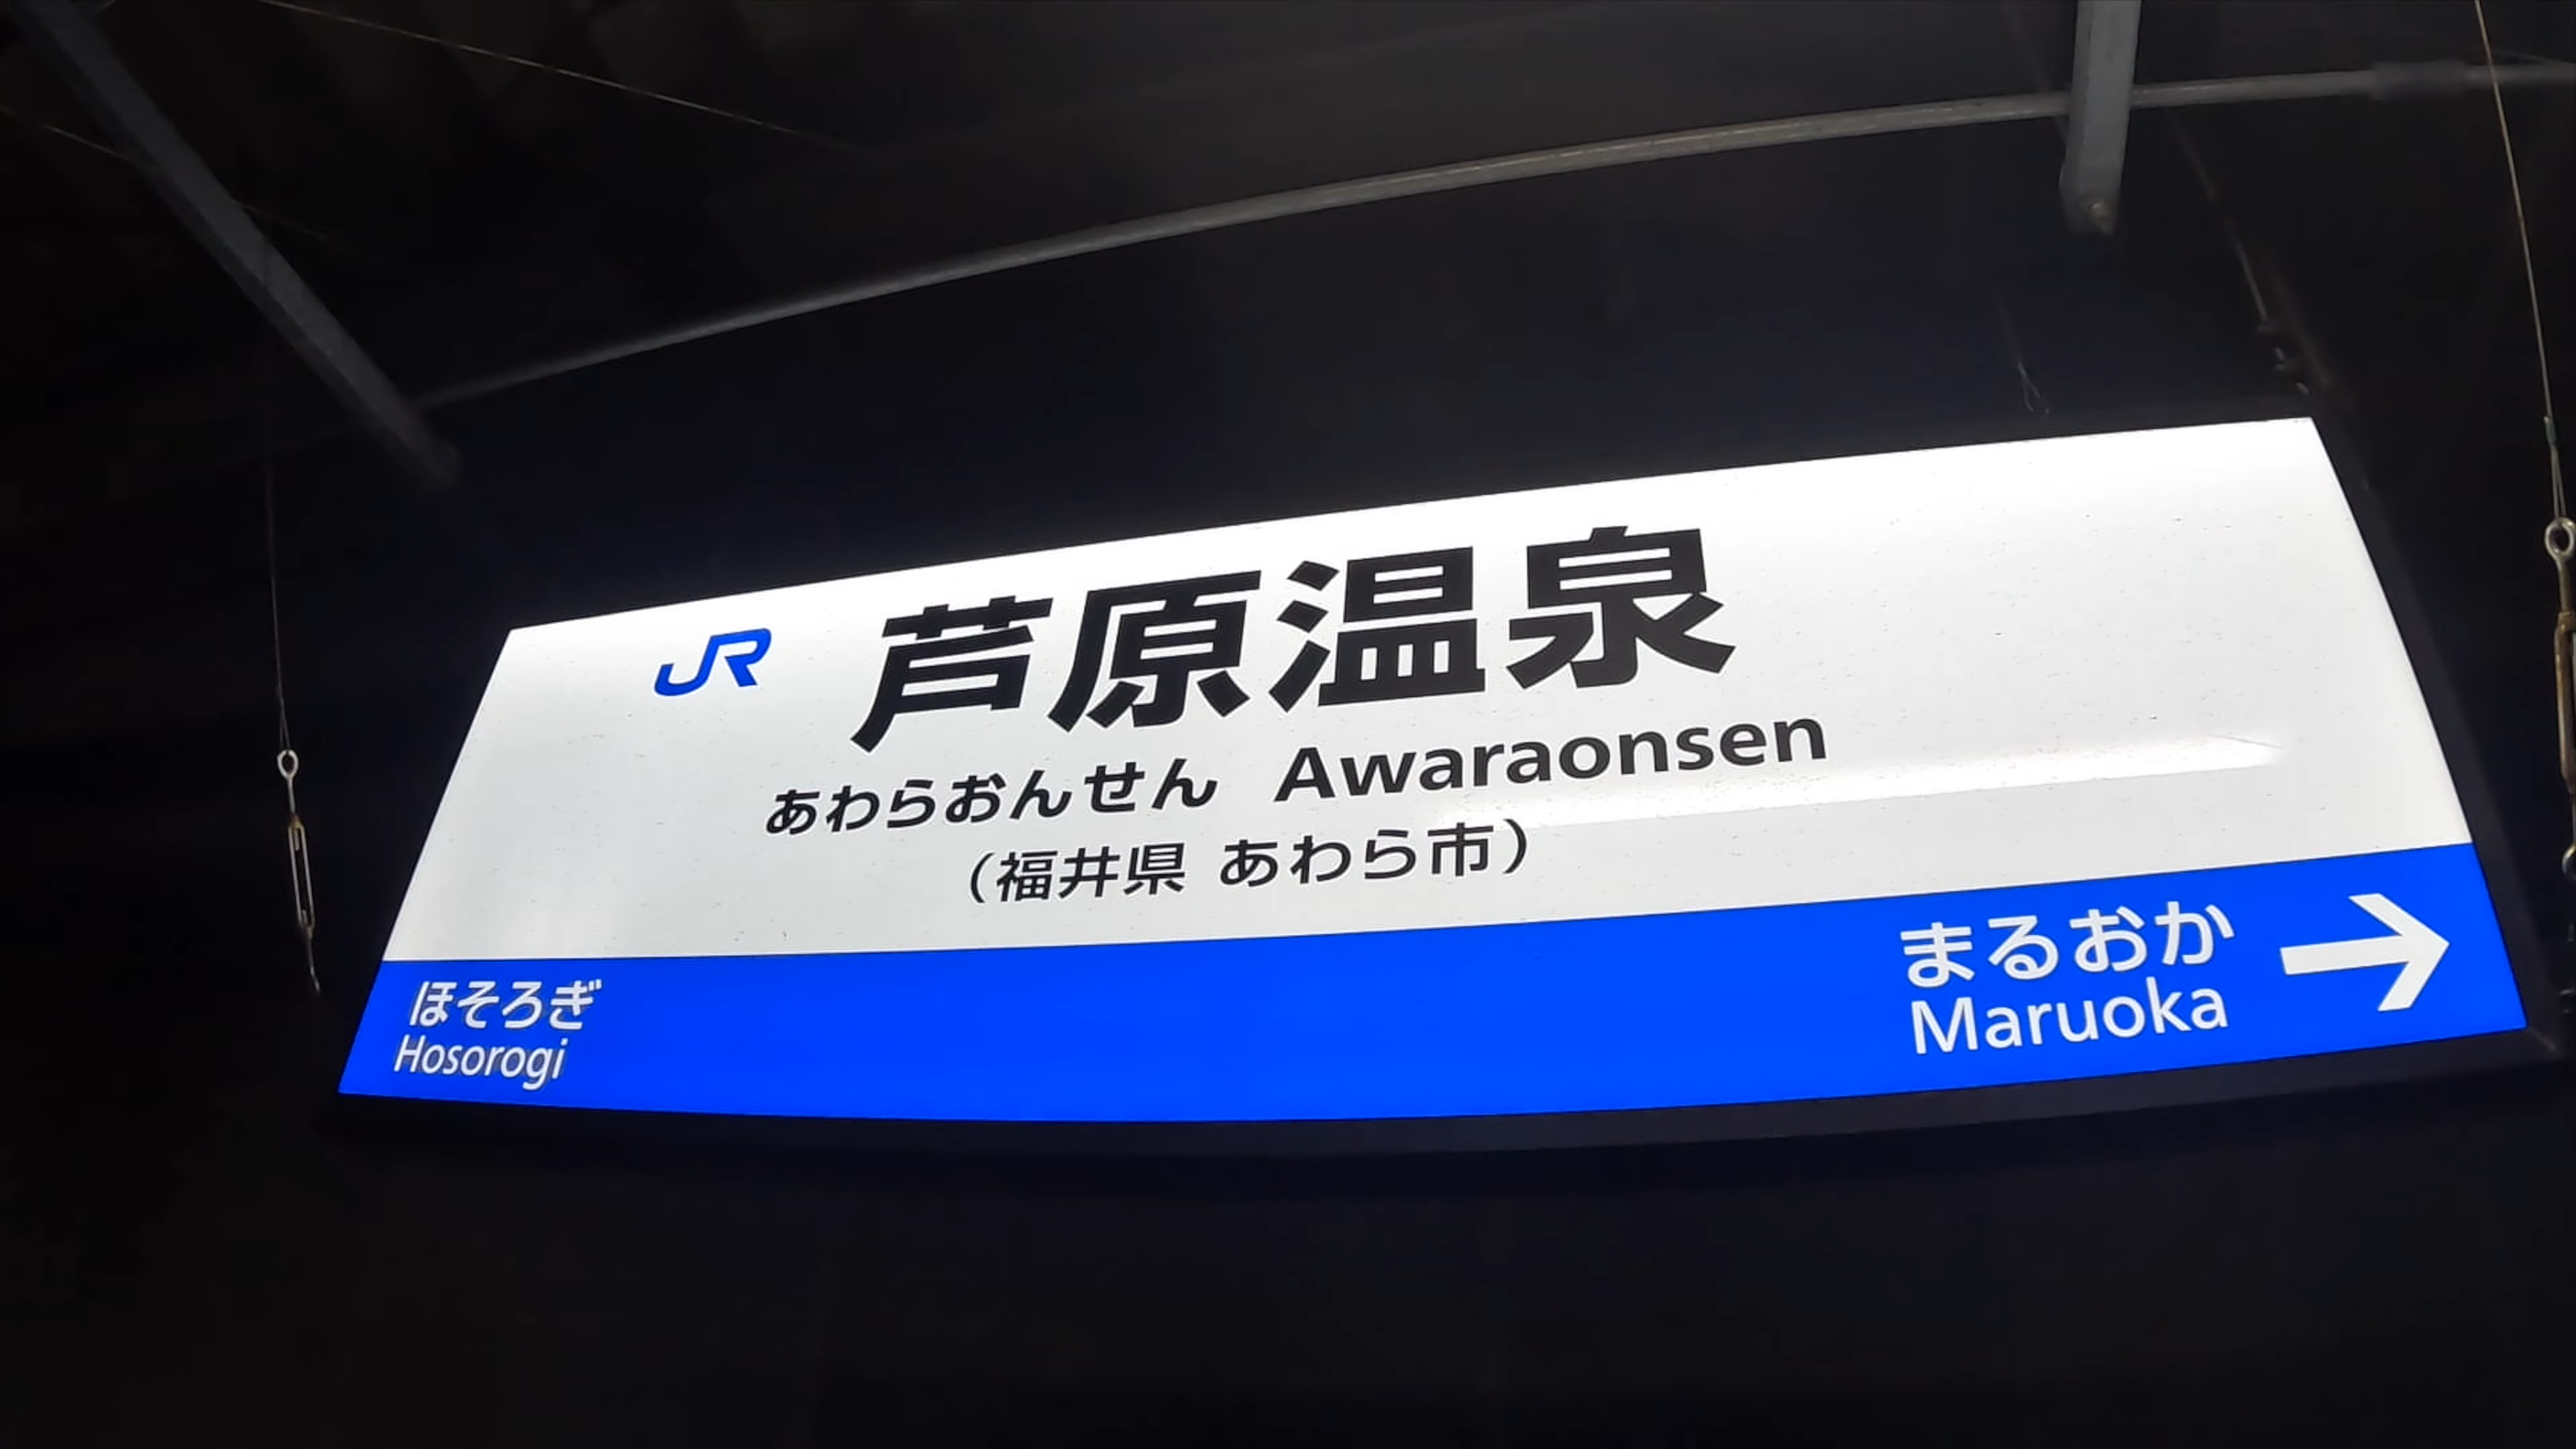 JR 芦原温泉
あわらおんせん Awaraonsen
（福井県 あわら市）
ほそろぎ
Hosorogi
まるおか →
Maruoka